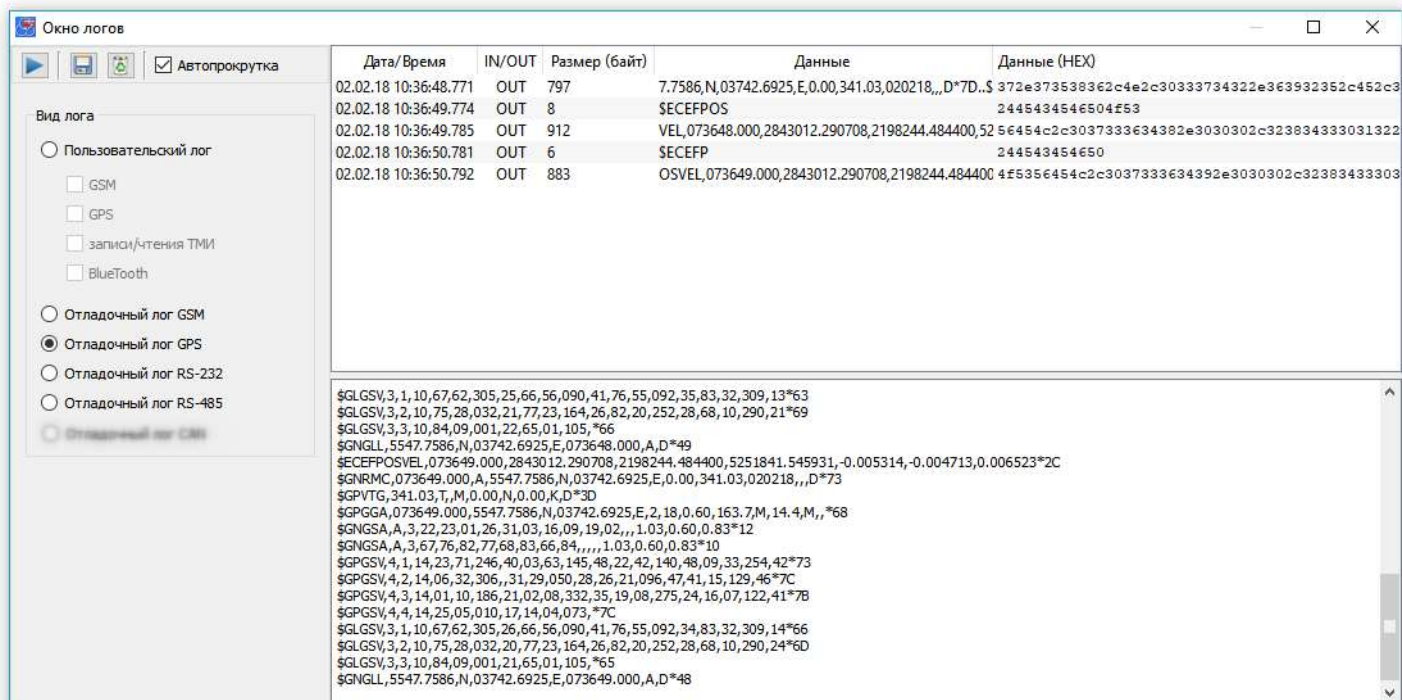 Окно логов
Автопрокрутка
Вид лога
Пользовательский лог
GSM
GPS
записи/чтения ТМИ
BlueTooth
Отладочный лог GSM
Отладочный лог GPS
Отладочный лог RS-232
Отладочный лог RS-485
Отладочный лог CAN
Дата/Время IN/OUT Размер (байт) Данные Данные (HEX)
02.02.18 10:36:48.771 OUT 797 7.7586,N,03742.6925,E,0.00,341.03,020218,,,D*7D..$ 372e373538362c4e2c30333734322e363932352c452c3
02.02.18 10:36:49.774 OUT 8 $ECEFPOS 2445434546504f53
02.02.18 10:36:49.785 OUT 912 VEL,073648.000,2843012.290708,2198244.484400,52 56454c2c3037333634382e3030302c323834333031322
02.02.18 10:36:50.781 OUT 6 $ECEFP 244543454650
02.02.18 10:36:50.792 OUT 883 OSVEL,073649.000,2843012.290708,2198244.484400 4f5356454c2c3037333634392e3030302c32383433303
$GLGSV,3,1,10,67,62,305,25,66,56,090,41,76,55,092,35,83,32,309,13*63
$GLGSV,3,2,10,75,28,032,21,77,23,164,26,82,20,252,28,68,10,290,21*69
$GLGSV,3,3,10,84,09,001,22,65,01,105,*66
$GNGLL,5547.7586,N,03742.6925,E,073648.000,A,D*49
$ECEFPOSVEL,073649.000,2843012.290708,2198244.484400,5251841.545931,-0.005314,-0.004713,0.006523*2C
$GNRMC,073649.000,A,5547.7586,N,03742.6925,E,0.00,341.03,020218,,,D*73
$GPVTG,341.03,T,,M,0.00,N,0.00,K,D*3D
$GPGGA,073649.000,5547.7586,N,03742.6925,E,2,18,0.60,163.7,M,14.4,M,,*68
$GNGSA,A,3,22,23,01,26,31,03,16,09,19,02,,,1.03,0.60,0.83*12
$GNGSA,A,3,67,76,82,77,68,83,66,84,,,,,1.03,0.60,0.83*10
$GPGSV,4,1,14,23,71,246,40,03,63,145,48,22,42,140,48,09,33,254,42*73
$GPGSV,4,2,14,06,32,306,,31,29,050,28,26,21,096,47,41,15,129,46*7C
$GPGSV,4,3,14,01,10,186,21,02,08,332,35,19,08,275,24,16,07,122,41*7B
$GPGSV,4,4,14,25,05,010,17,14,04,073,*7C
$GLGSV,3,1,10,67,62,305,26,66,56,090,41,76,55,092,34,83,32,309,14*66
$GLGSV,3,2,10,75,28,032,20,77,23,164,26,82,20,252,28,68,10,290,24*6D
$GLGSV,3,3,10,84,09,001,21,65,01,105,*65
$GNGLL,5547.7586,N,03742.6925,E,073649.000,A,D*48